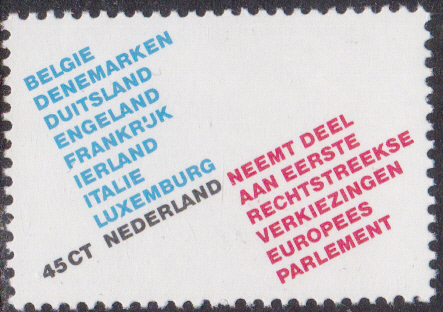 BELGIE
DENEMARKEN
DUITSLAND
ENGELAND
FRANKRIJK
IERLAND
ITALIE
LUXEMBURG
45CT NEDERLAND
NEEMT DEEL
AAN EERSTE
RECHTSTREEKSE
VERKIEZINGEN
EUROPEES
PARLEMENT